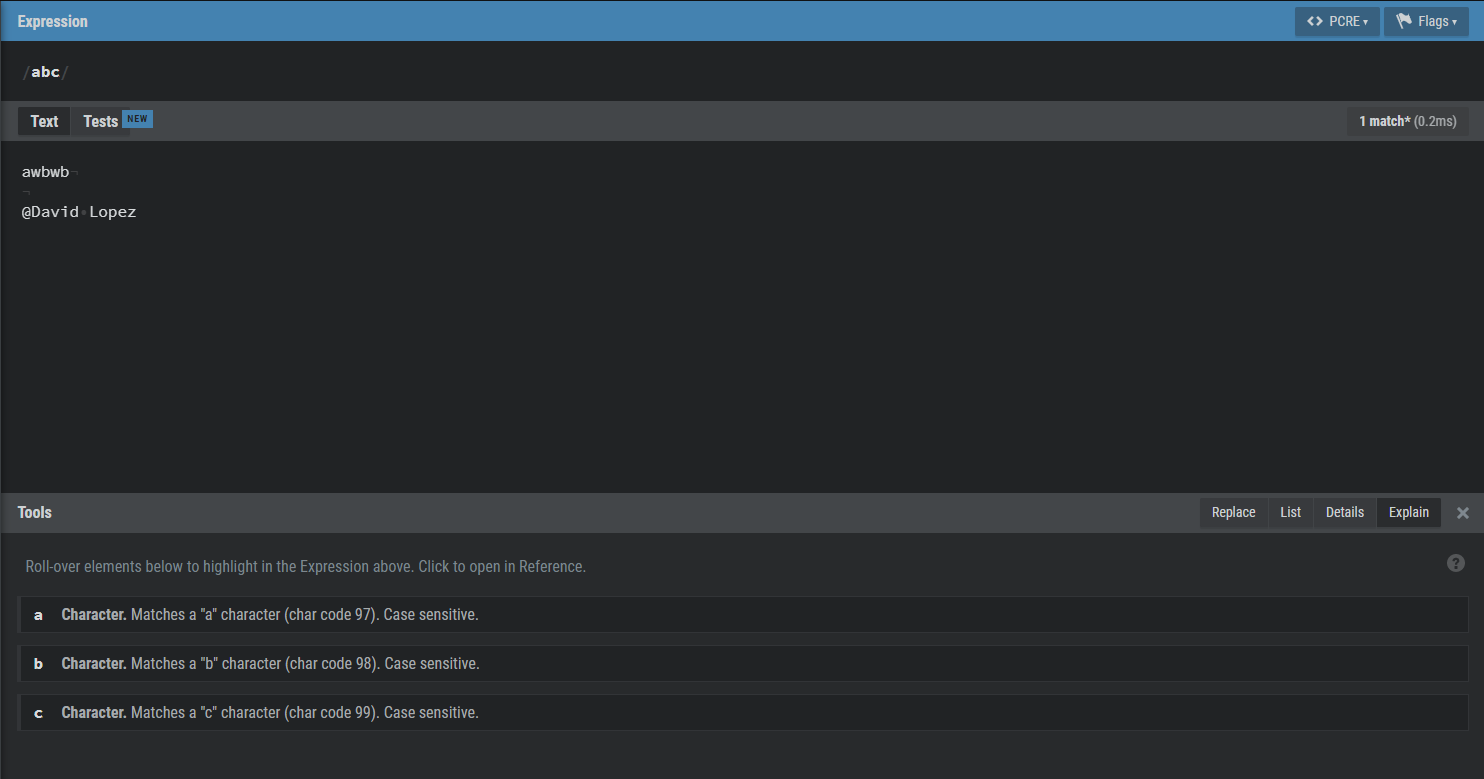 Expression
<> PCRE ▾
Flags ▾
/abc/
Text
Tests NEW
1 match* (0.2ms)
awbwb¬
¬
@David·Lopez
Tools
Replace
List
Details
Explain
×
Roll-over elements below to highlight in the Expression above. Click to open in Reference.
?
a Character. Matches a "a" character (char code 97). Case sensitive.
b Character. Matches a "b" character (char code 98). Case sensitive.
c Character. Matches a "c" character (char code 99). Case sensitive.